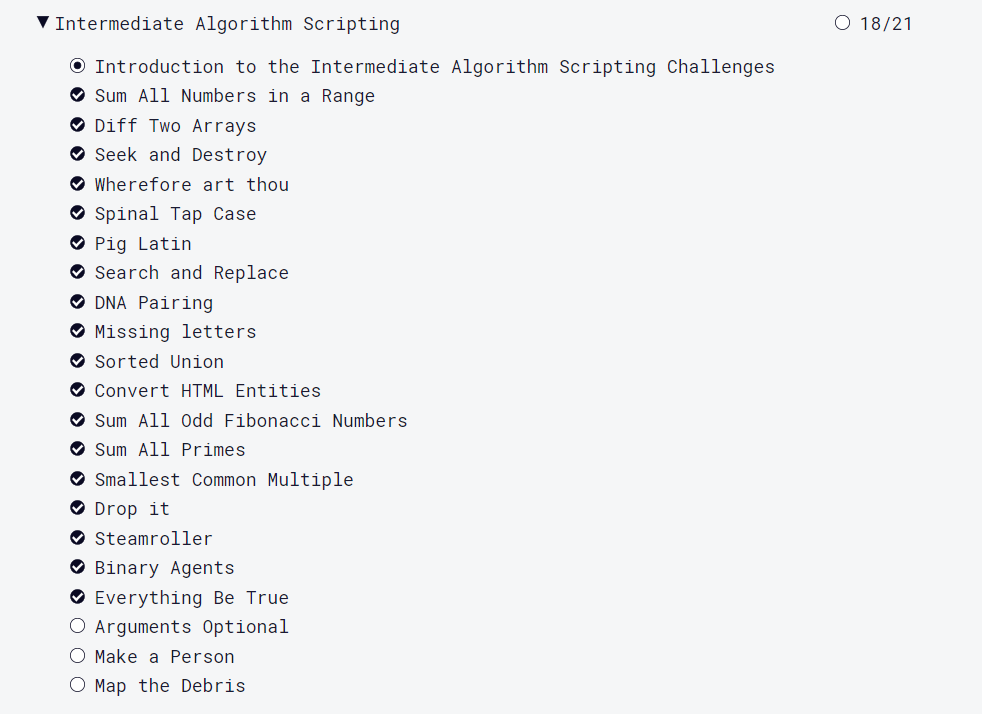 Intermediate Algorithm Scripting 18/21
Introduction to the Intermediate Algorithm Scripting Challenges
Sum All Numbers in a Range
Diff Two Arrays
Seek and Destroy
Wherefore art thou
Spinal Tap Case
Pig Latin
Search and Replace
DNA Pairing
Missing letters
Sorted Union
Convert HTML Entities
Sum All Odd Fibonacci Numbers
Sum All Primes
Smallest Common Multiple
Drop it
Steamroller
Binary Agents
Everything Be True
Arguments Optional
Make a Person
Map the Debris